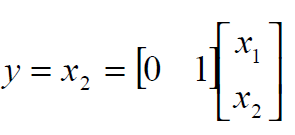 y = x₂ = [0 1] [x₁
x₂]